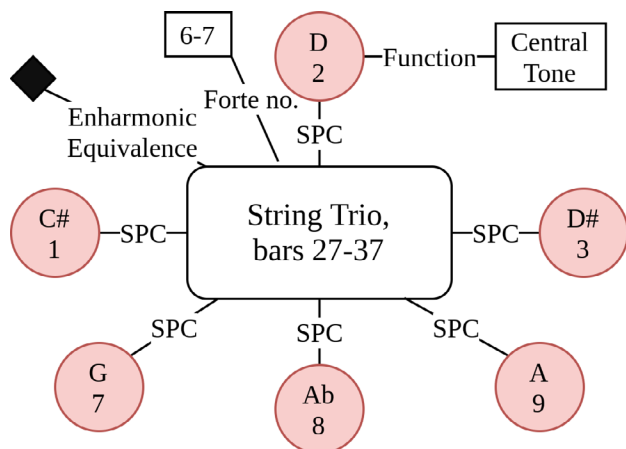 6-7
D
2
Function
Central
Tone
Forte no.
Enharmonic
Equivalence
SPC
C#
1
SPC
String Trio,
bars 27-37
SPC
D#
3
SPC
SPC
SPC
G
7
Ab
8
A
9